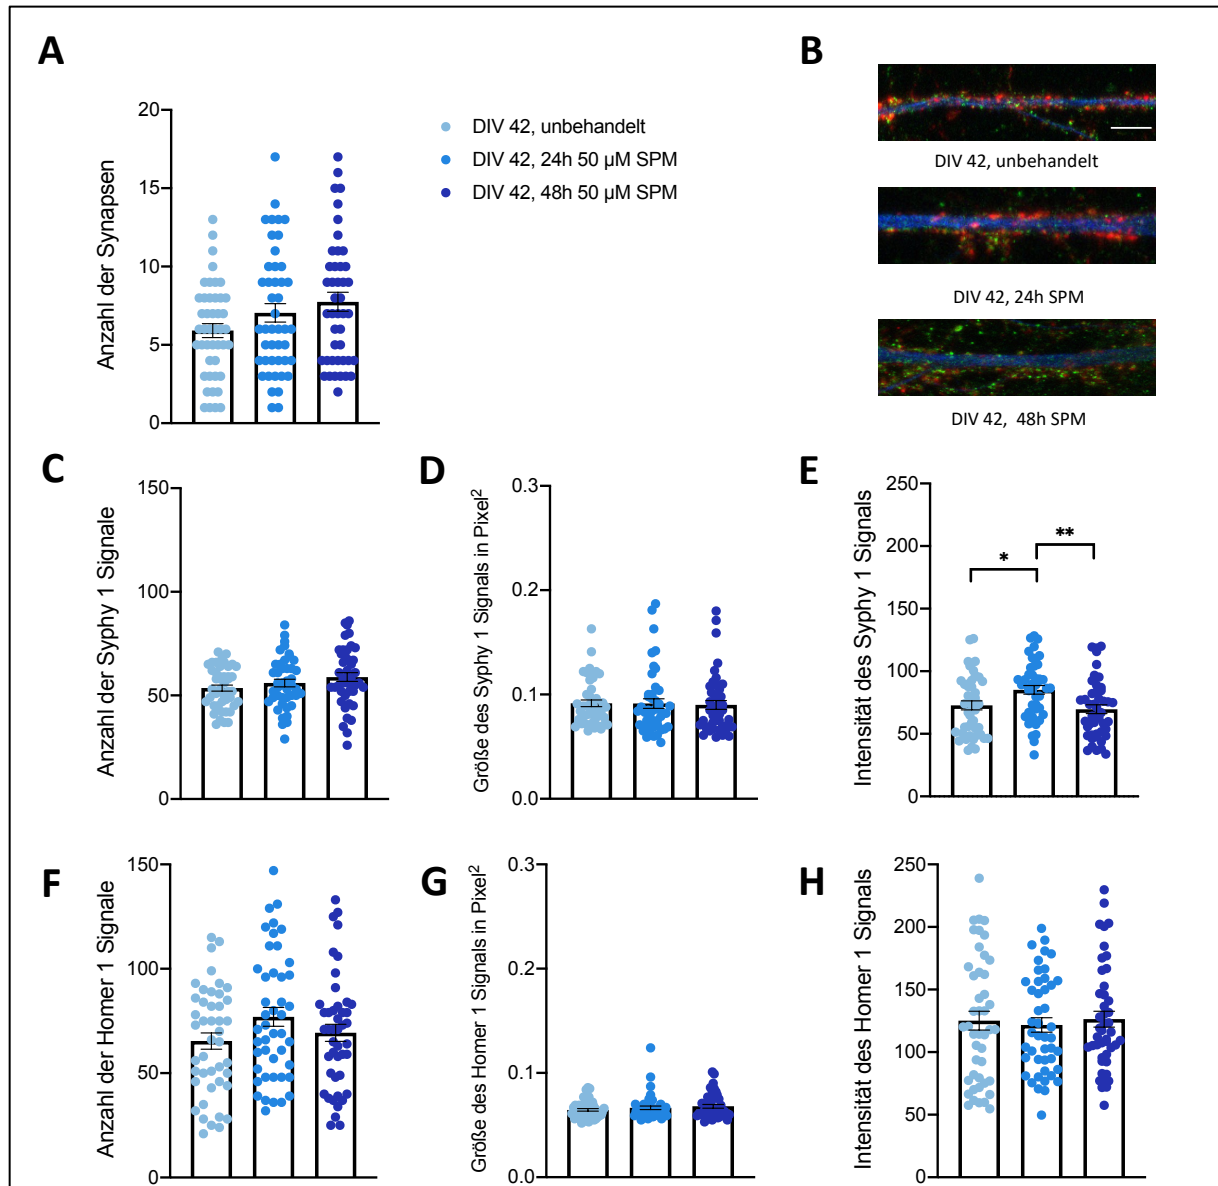 A
B
Anzahl der Synapsen
20
15
10
5
0
DIV 42, unbehandelt
DIV 42, 24h 50 µM SPM
DIV 42, 48h 50 µM SPM
DIV 42, unbehandelt
DIV 42, 24h SPM
DIV 42, 48h SPM
C
Anzahl der Syphy 1 Signale
150
100
50
0
D
Größe des Syphy 1 Signals in Pixel²
0.3
0.2
0.1
0.0
E
Intensität des Syphy 1 Signals
250
200
150
100
50
0
*
**
F
Anzahl der Homer 1 Signale
150
100
50
0
G
Größe des Homer 1 Signals in Pixel²
0.3
0.2
0.1
0.0
H
Intensität des Homer 1 Signals
250
200
150
100
50
0